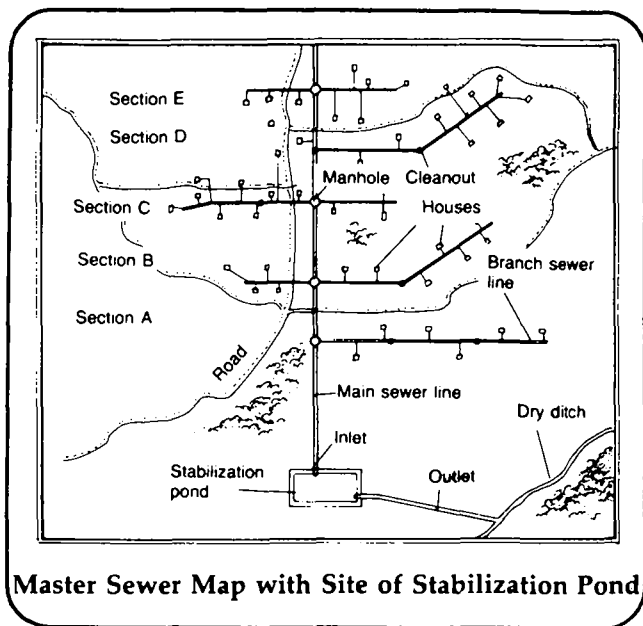 Section E
Section D
Manhole
Cleanout
Section C
Houses
Section B
Branch sewer
line
Section A
Road
Main sewer line
Dry ditch
Inlet
Stabilization
pond
Outlet
Master Sewer Map with Site of Stabilization Pond